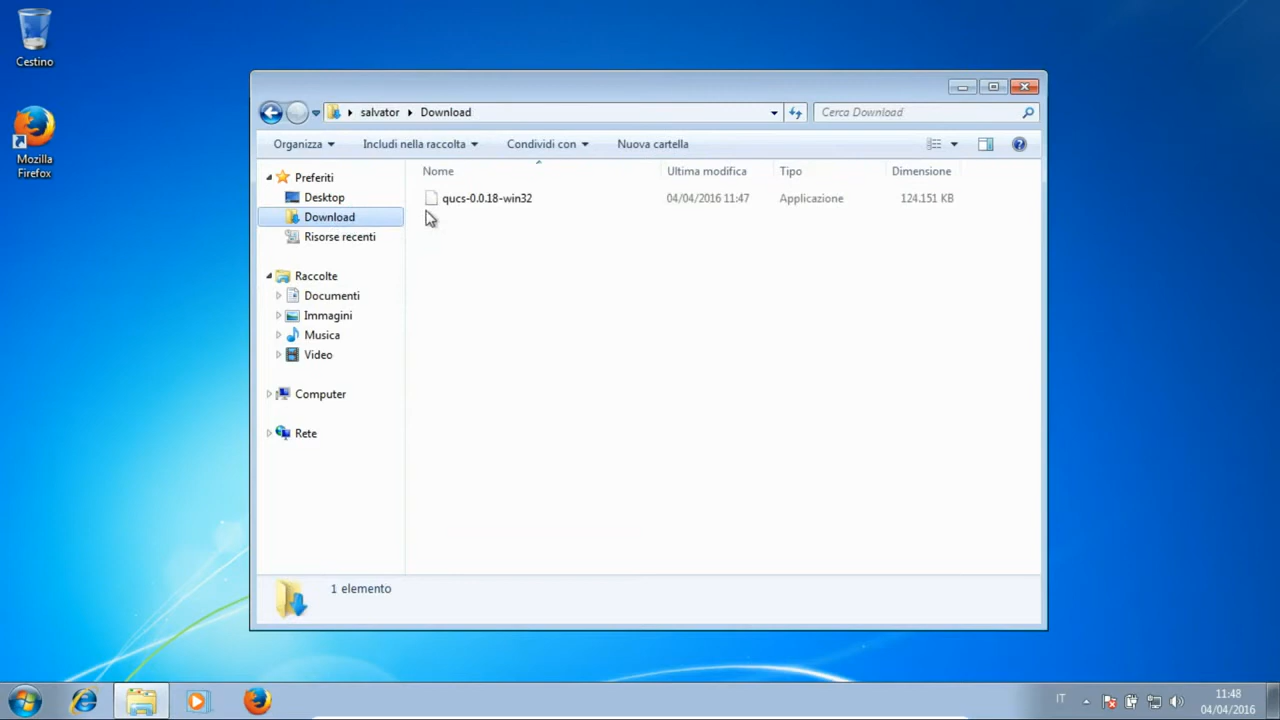 Cestino
Mozilla
Firefox
salvator
Download
Cerca Download
Organizza
Includi nella raccolta
Condividi con
Nuova cartella
Preferiti
Desktop
Download
Risorse recenti
Raccolte
Documenti
Immagini
Musica
Video
Computer
Rete
Nome
Ultima modifica
Tipo
Dimensione
qucs-0.0.18-win32
04/04/2016 11:47
Applicazione
124.151 KB
1 elemento
IT
11:48
04/04/2016